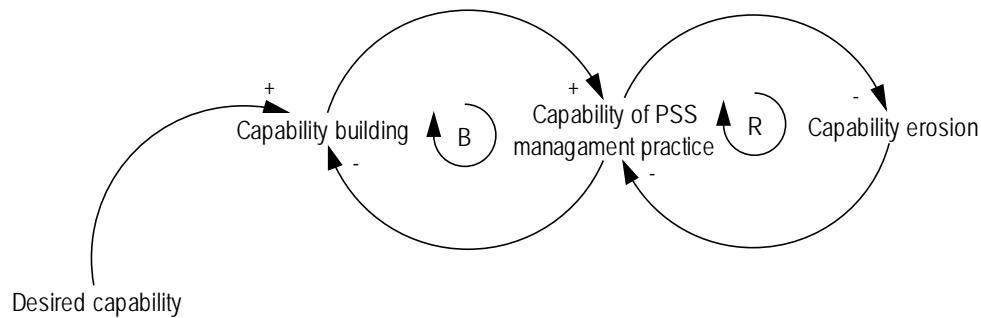 +
Capability building
-
B
+
Capability of PSS
managament practice
-
R
-
Capability erosion
Desired capability